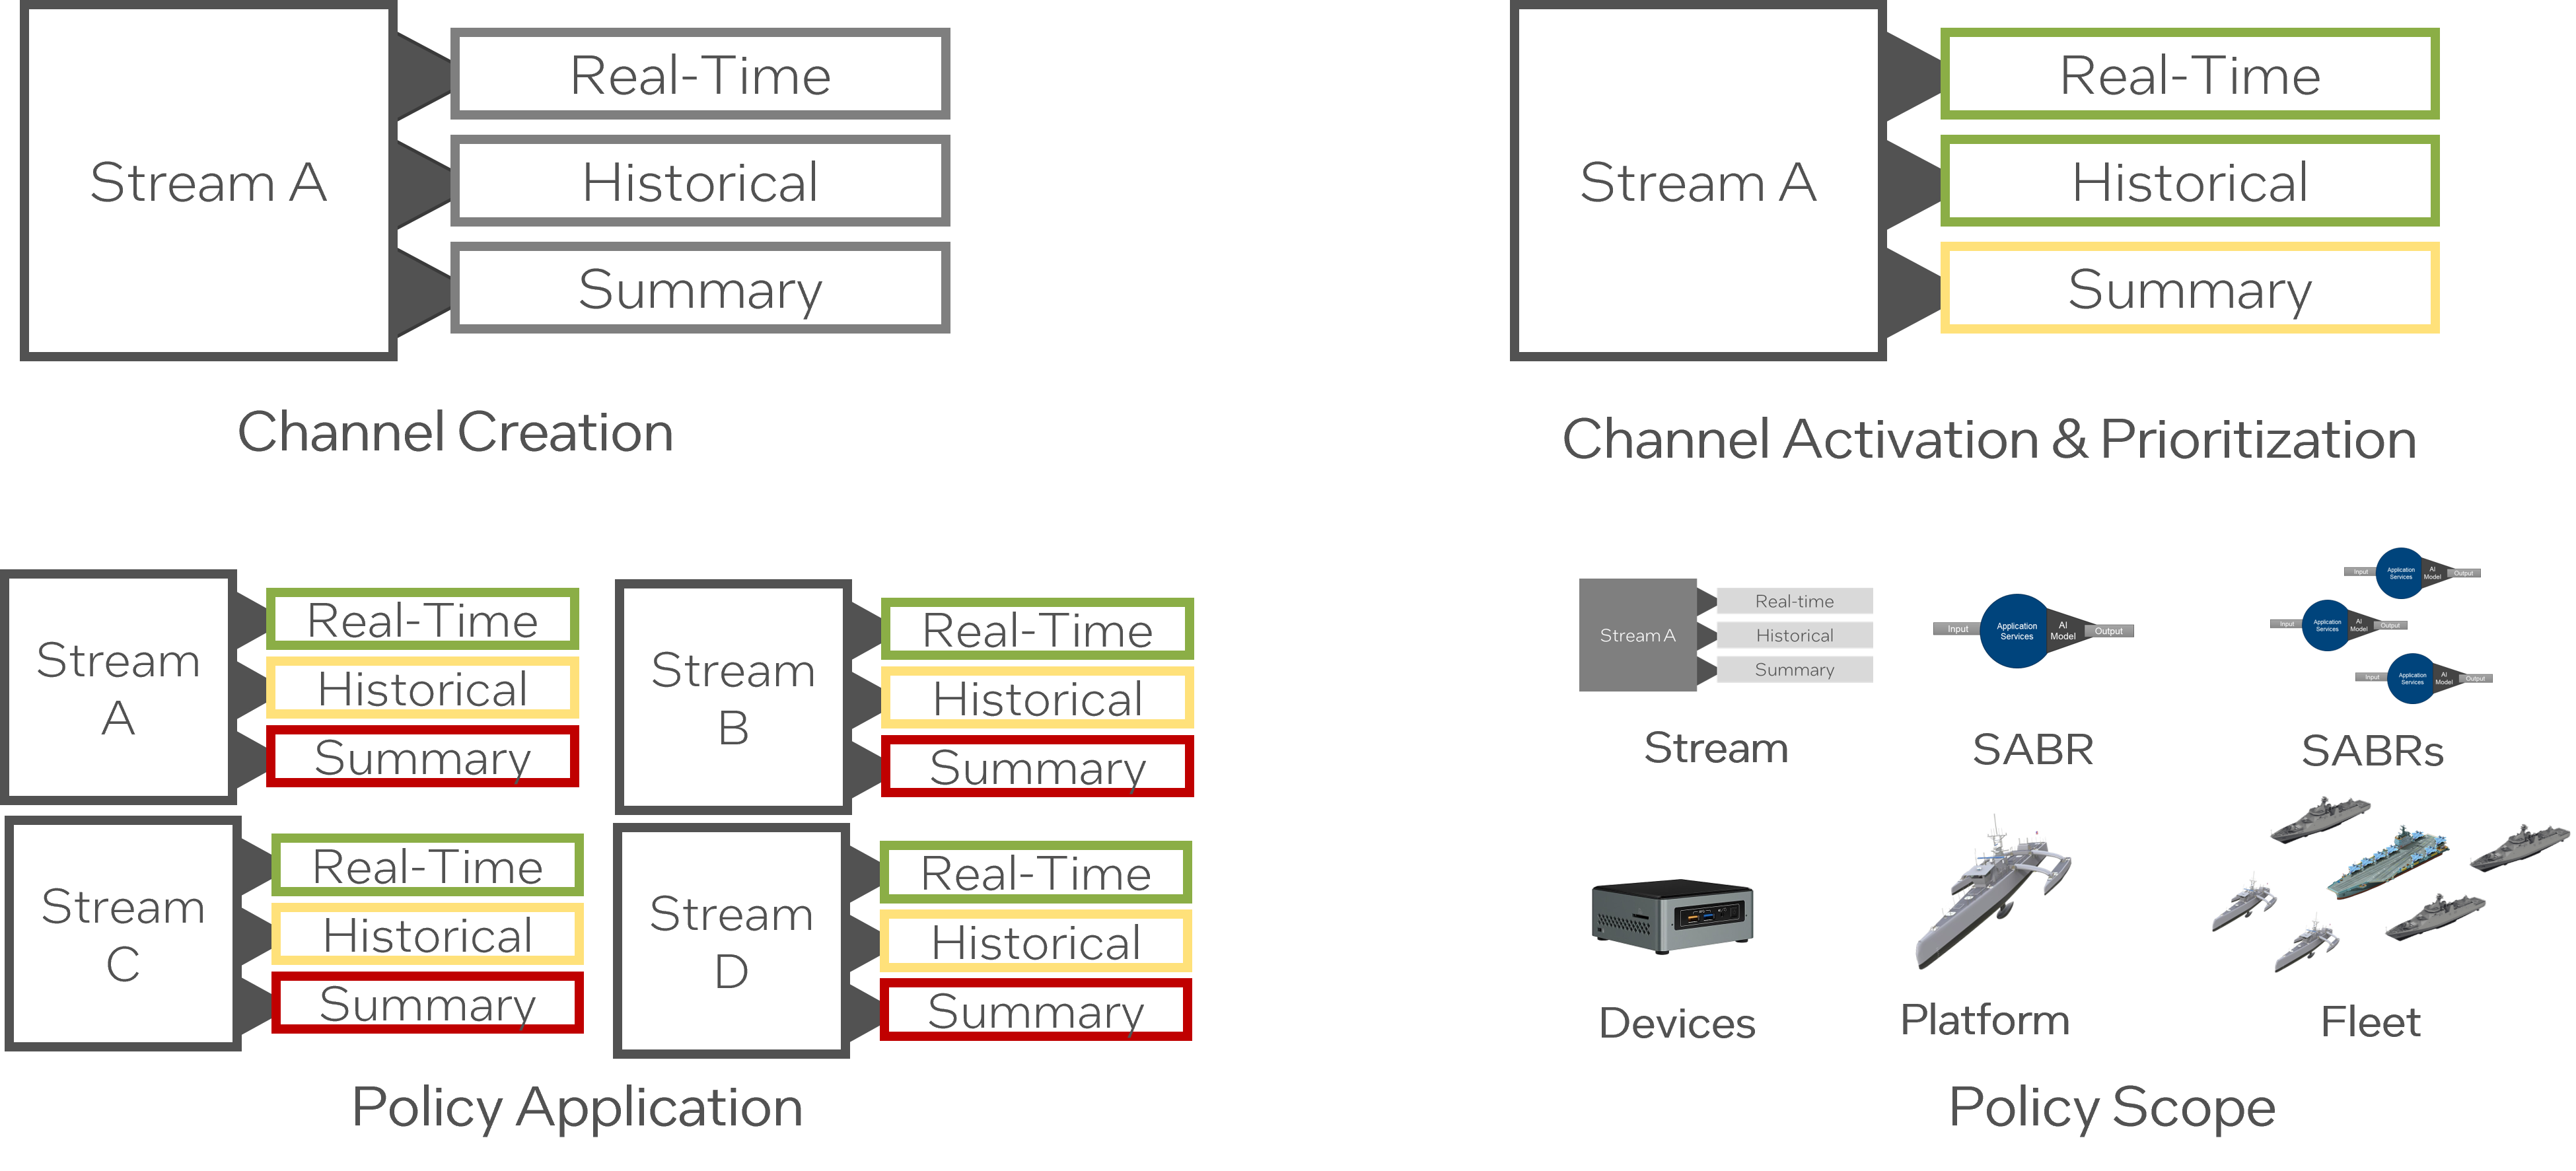 Stream A
Real-Time
Historical
Summary
Channel Creation
Stream A
Real-Time
Historical
Summary
Channel Activation & Prioritization
Stream
A
Real-Time
Historical
Summary
Stream
B
Real-Time
Historical
Summary
Stream
C
Real-Time
Historical
Summary
Stream
D
Real-Time
Historical
Summary
Policy Application
Stream A
Real-time
Historical
Summary
Stream
Input
Application
Services
AI
Model
Output
SABR
Input
Application
Services
AI
Model
Output
Input
Application
Services
AI
Model
Output
Input
Application
Services
AI
Model
Output
SABRs
Devices
Platform
Fleet
Policy Scope